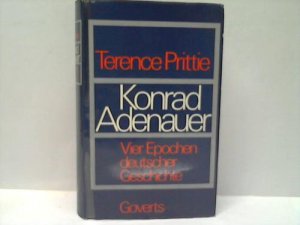 Terence Prittie
Konrad
Adenauer
Vier Epochen
deutscher
Geschichte
Goverts